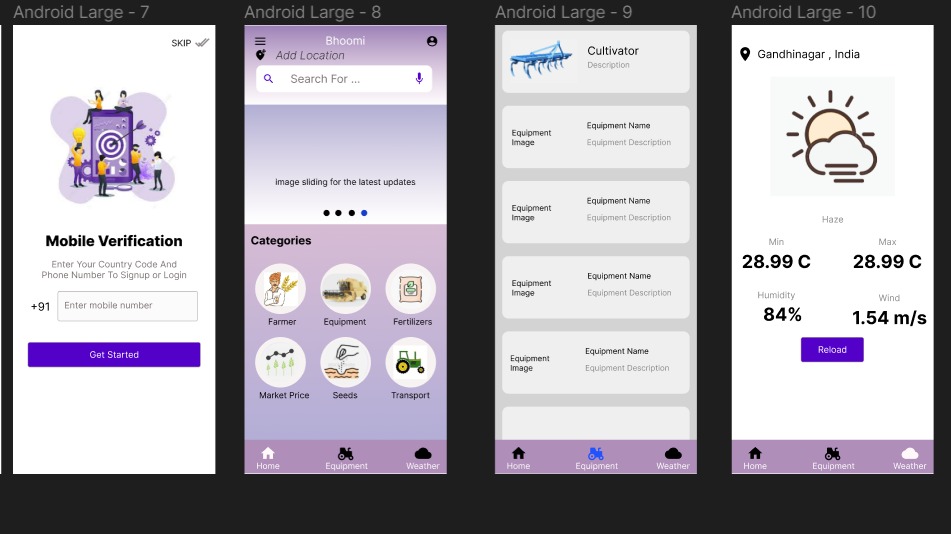 Android Large - 7
SKIP
Mobile Verification
Enter Your Country Code And
Phone Number To Signup or Login
+91
Enter mobile number
Get Started
Android Large - 8
Bhoomi
Add Location
Search For ...
image sliding for the latest updates
Categories
Farmer
Equipment
Fertilizers
Market Price
Seeds
Transport
Home
Equipment
Weather
Android Large - 9
Cultivator
Description
Equipment
Image
Equipment Name
Equipment Description
Equipment
Image
Equipment Name
Equipment Description
Equipment
Image
Equipment Name
Equipment Description
Equipment
Image
Equipment Name
Equipment Description
Home
Equipment
Weather
Android Large - 10
Gandhinagar , India
Haze
Min
Max
28.99 C
28.99 C
Humidity
Wind
84%
1.54 m/s
Reload
Home
Equipment
Weather